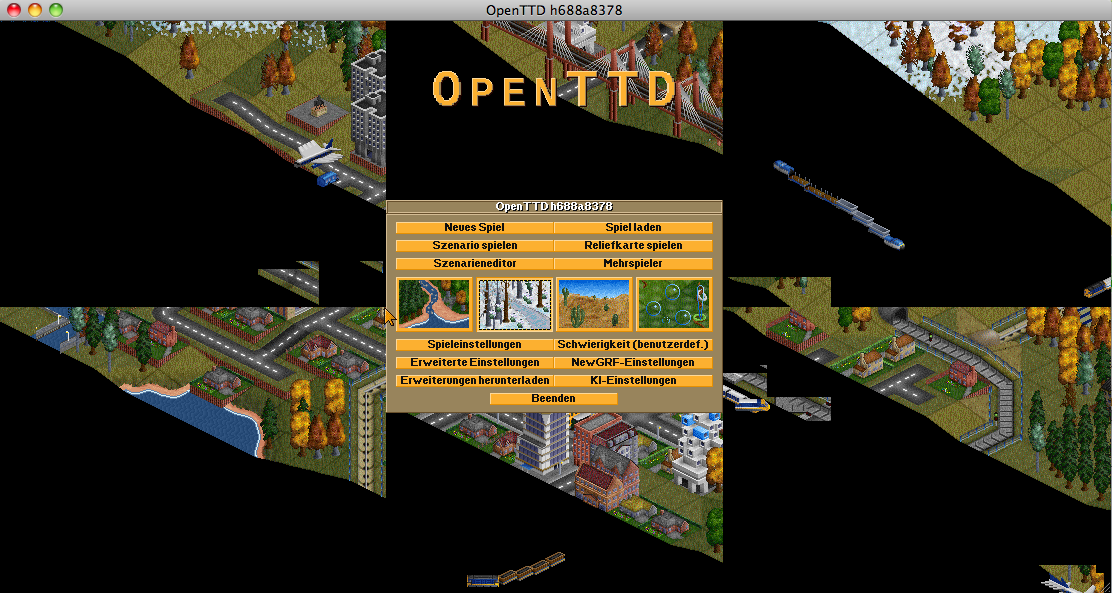 OpenTTD h688a8378
OPENTTD
OpenTTD h688a8378
Neues Spiel
Spiel laden
Szenario spielen
Reliefkarte spielen
Szenarieneditor
Mehrspieler
Spieleinstellungen
Schwierigkeit (benutzerdef.)
Erweiterte Einstellungen
NewGRF-Einstellungen
Erweiterungen herunterladen
KI-Einstellungen
Beenden